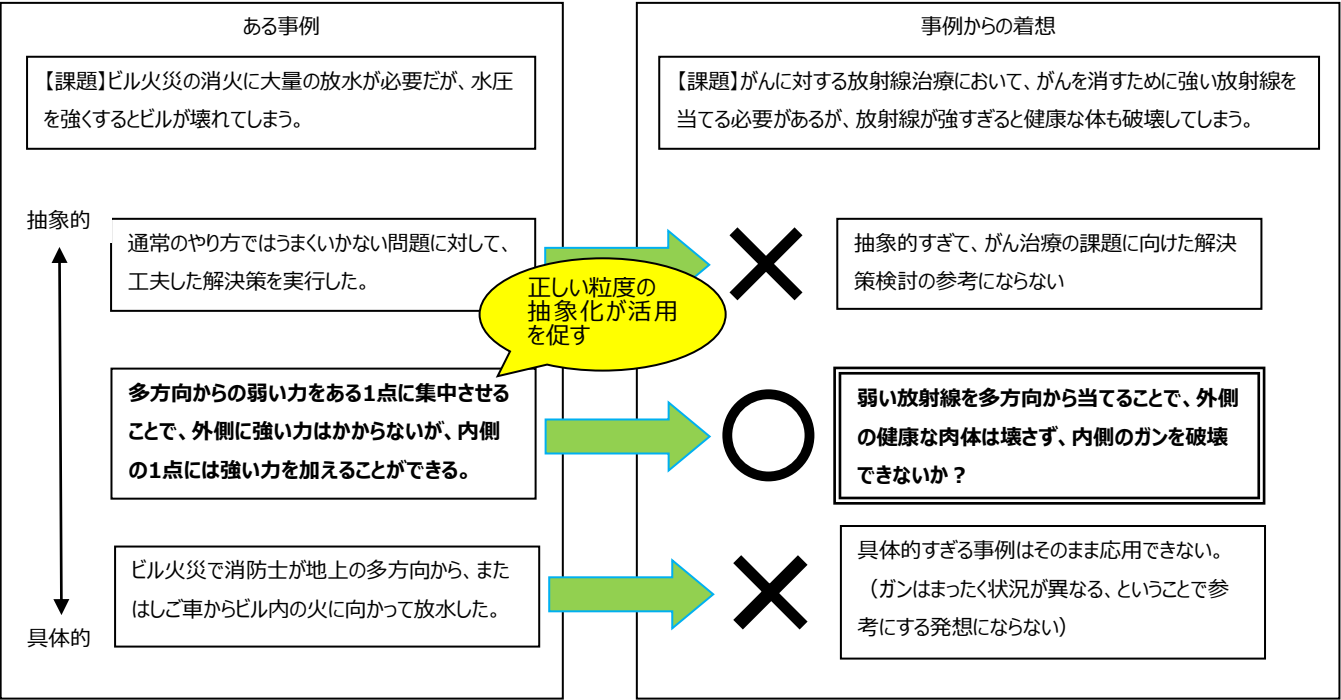 ある事例
【課題】ビル火災の消火に大量の放水が必要だが、水圧
を強くするとビルが壊れてしまう。
抽象的
通常のやり方ではうまくいかない問題に対して、
工夫した解決策を実行した。
正しい粒度の
抽象化が活用
を促す
多方向からの弱い力をある1点に集中させる
ことで、外側に強い力はかからないが、内側
の1点には強い力を加えることができる。
ビル火災で消防士が地上の多方向から、また
はしご車からビル内の火に向かって放水した。
具体的
事例からの着想
【課題】がんに対する放射線治療において、がんを消すために強い放射線を
当てる必要があるが、放射線が強すぎると健康な体も破壊してしまう。
抽象的すぎて、がん治療の課題に向けた解決
策検討の参考にならない
弱い放射線を多方向から当てることで、外側
の健康な肉体は壊さず、内側のガンを破壊
できないか？
具体的すぎる事例はそのまま応用できない。
（ガンはまったく状況が異なる、ということで参
考にする発想にならない）